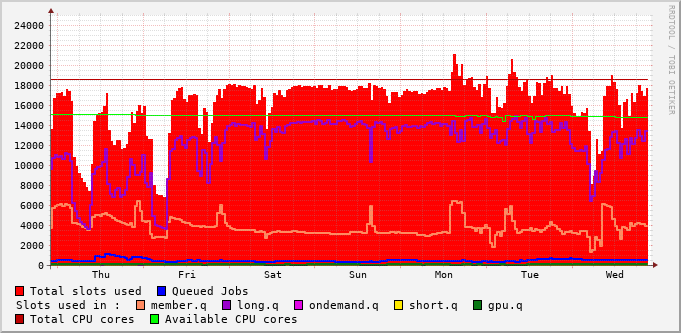 RRDTOOL / TOBI OETIKER
24000
22000
20000
18000
16000
14000
12000
10000
8000
6000
4000
2000
0
Thu Fri Sat Sun Mon Tue Wed
Total slots used Queued Jobs
Slots used in : member.q long.q ondemand.q short.q gpu.q
Total CPU cores Available CPU cores